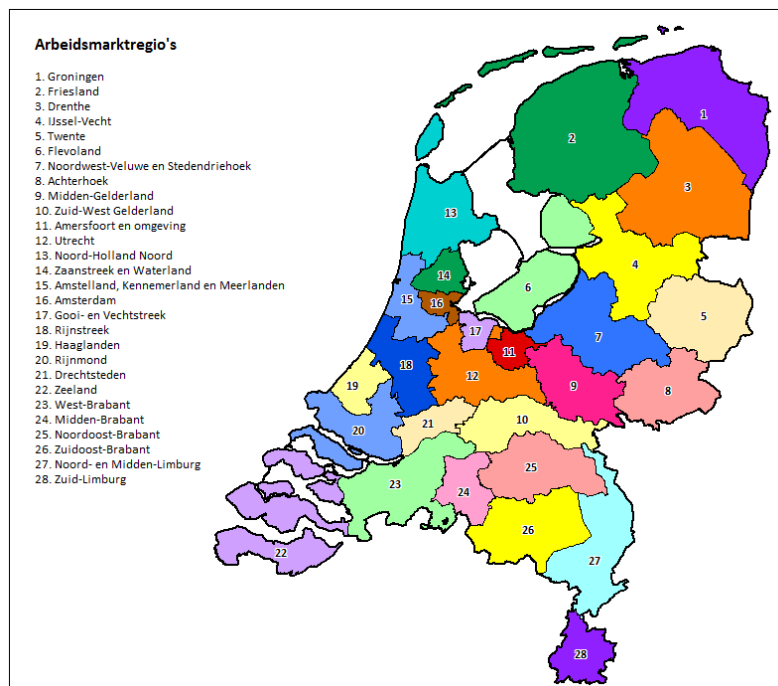 Arbeidsmarktregio's
1. Groningen
2. Friesland
3. Drenthe
4. IJssel-Vecht
5. Twente
6. Flevoland
7. Noordwest-Veluwe en Stedendriehoek
8. Achterhoek
9. Midden-Gelderland
10. Zuid-West Gelderland
11. Amersfoort en omgeving
12. Utrecht
13. Noord-Holland Noord
14. Zaanstreek en Waterland
15. Amstelland, Kennemerland en Meerlanden
16. Amsterdam
17. Gooi- en Vechtstreek
18. Rijnstreek
19. Haaglanden
20. Rijnmond
21. Drechtsteden
22. Zeeland
23. West-Brabant
24. Midden-Brabant
25. Noordoost-Brabant
26. Zuidoost-Brabant
27. Noord- en Midden-Limburg
28. Zuid-Limburg
1
2
3
13
4
14
6
15
16
5
17
7
11
18
12
19
9
8
10
21
20
25
23
24
26
22
27
28